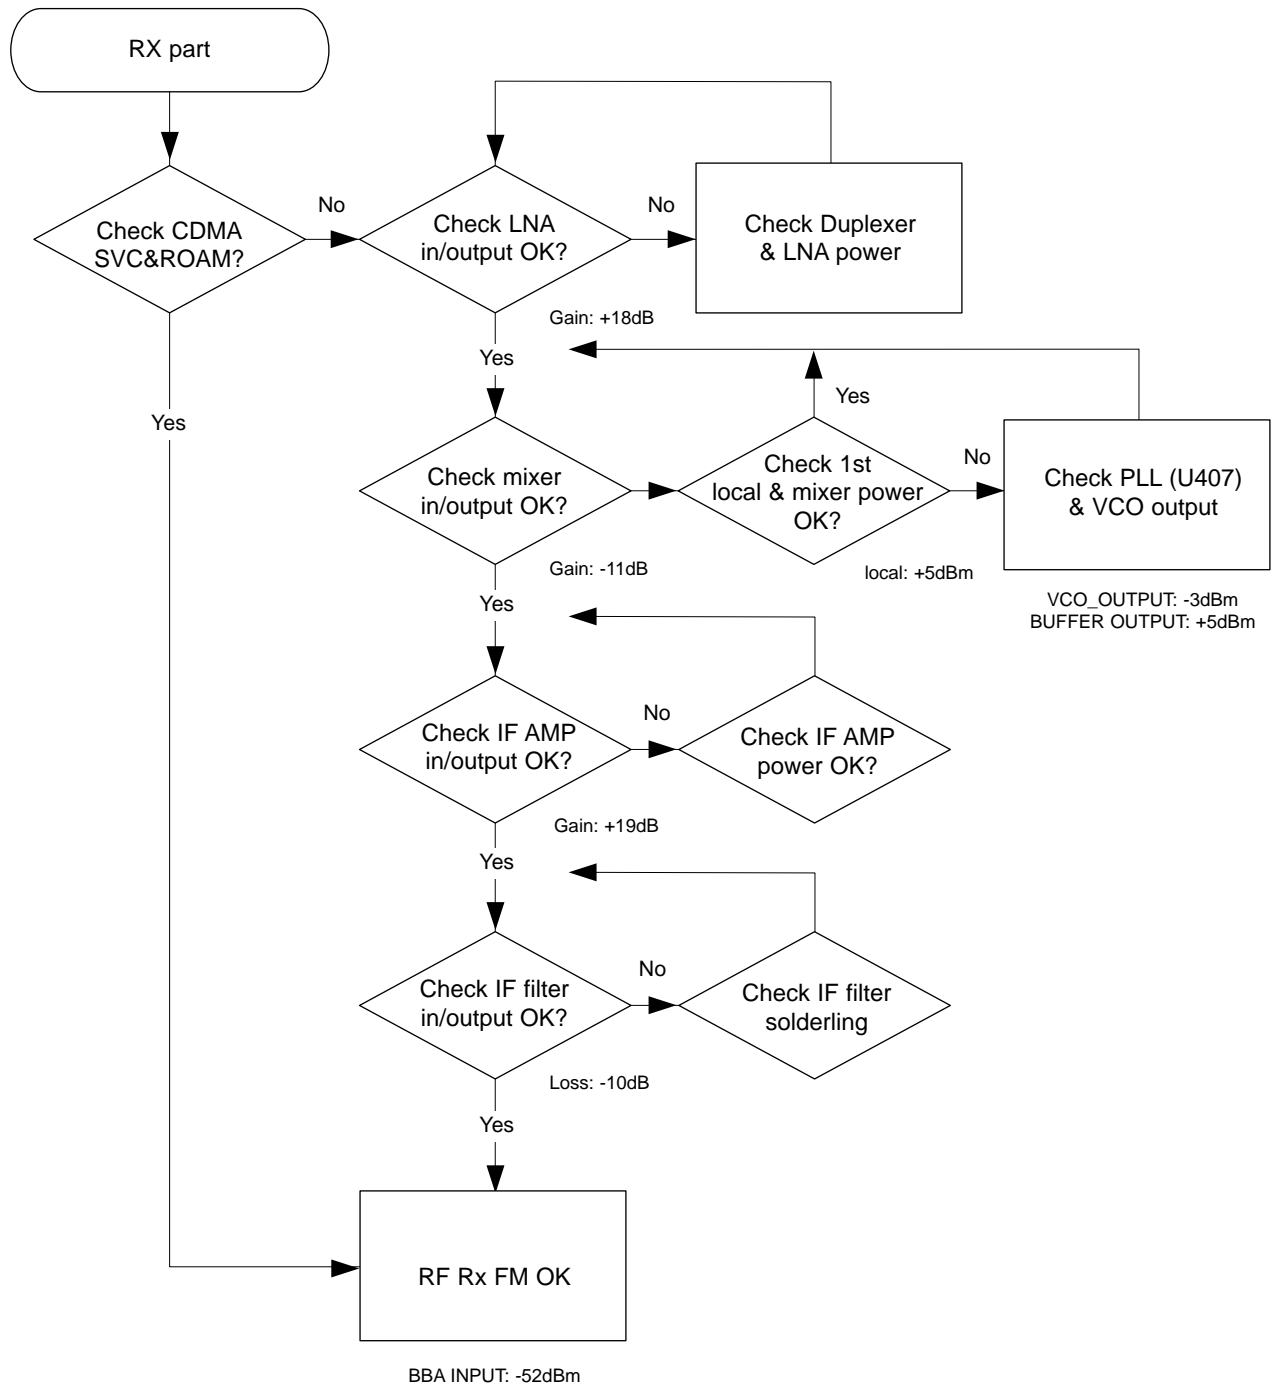 RX part
Check CDMA
SVC&ROAM?
No
Check LNA
in/output OK?
No
Check Duplexer
& LNA power
Gain: +18dB
Yes
Yes
Yes
Check mixer
in/output OK?
Check 1st
local & mixer power
OK?
No
Check PLL (U407)
& VCO output
Gain: -11dB
local: +5dBm
VCO_OUTPUT: -3dBm
BUFFER OUTPUT: +5dBm
Yes
Check IF AMP
in/output OK?
No
Check IF AMP
power OK?
Gain: +19dB
Yes
Check IF filter
in/output OK?
No
Check IF filter
solderling
Loss: -10dB
Yes
RF Rx FM OK
BBA INPUT: -52dBm